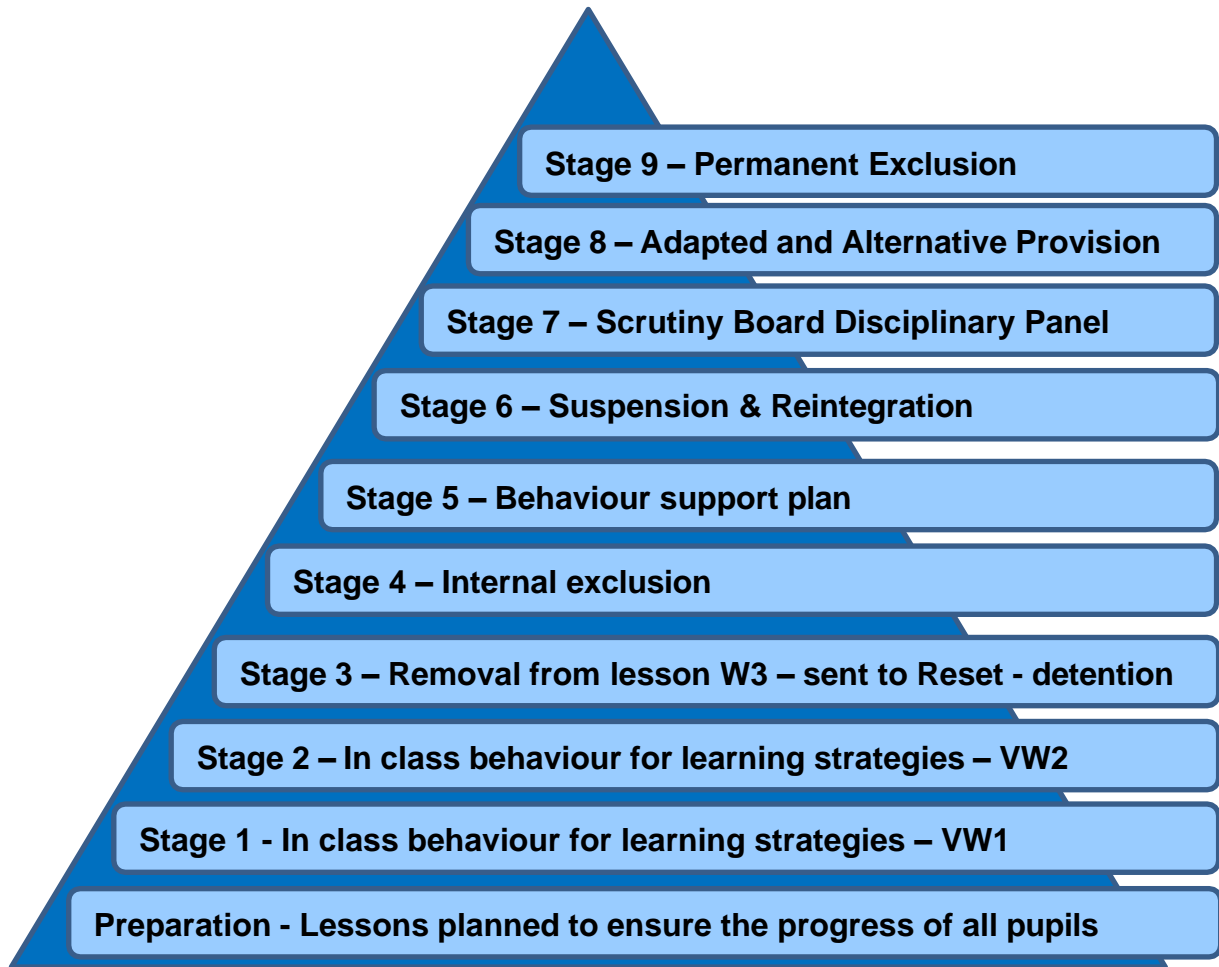 Stage 9 – Permanent Exclusion
Stage 8 – Adapted and Alternative Provision
Stage 7 – Scrutiny Board Disciplinary Panel
Stage 6 – Suspension & Reintegration
Stage 5 – Behaviour support plan
Stage 4 – Internal exclusion
Stage 3 – Removal from lesson W3 – sent to Reset - detention
Stage 2 – In class behaviour for learning strategies – VW2
Stage 1 - In class behaviour for learning strategies – VW1
Preparation - Lessons planned to ensure the progress of all pupils